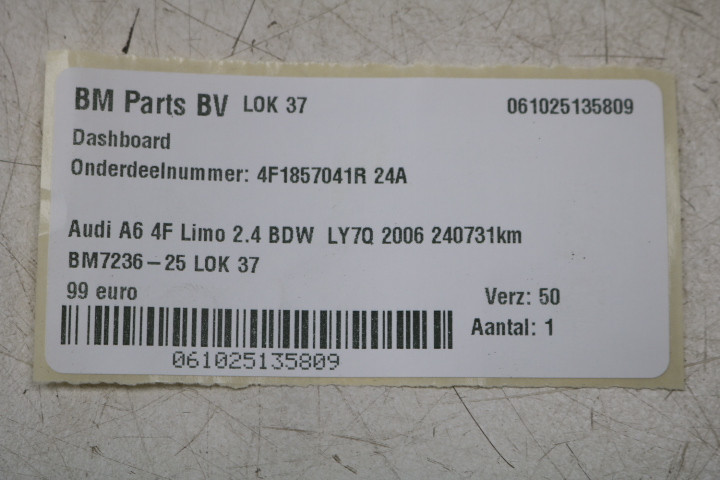 BM Parts BV LOK 37 061025135809
Dashboard
Onderdeelnummer: 4F1857041R 24A
Audi A6 4F Limo 2.4 BDW LY7Q 2006 240731km
BM7236-25 LOK 37
99 euro Verz: 50
Aantal: 1
061025135809